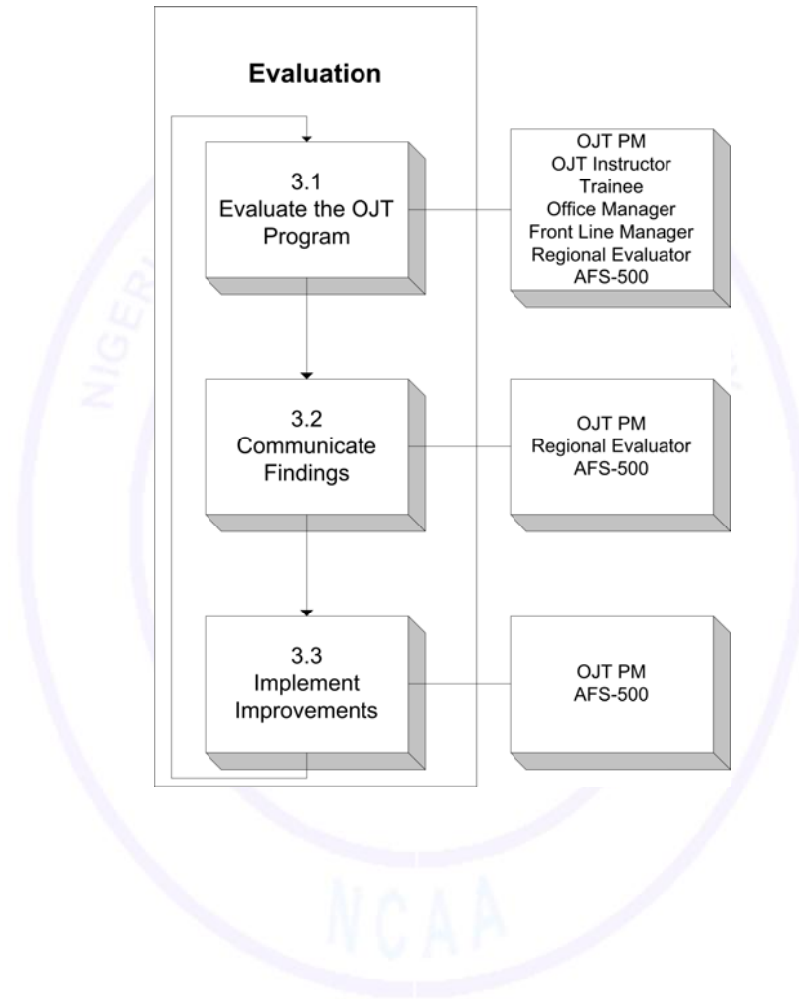 Evaluation
3.1
Evaluate the OJT
Program
OJT PM
OJT Instructor
Trainee
Office Manager
Front Line Manager
Regional Evaluator
AFS-500
3.2
Communicate
Findings
OJT PM
Regional Evaluator
AFS-500
3.3
Implement
Improvements
OJT PM
AFS-500
NCAA